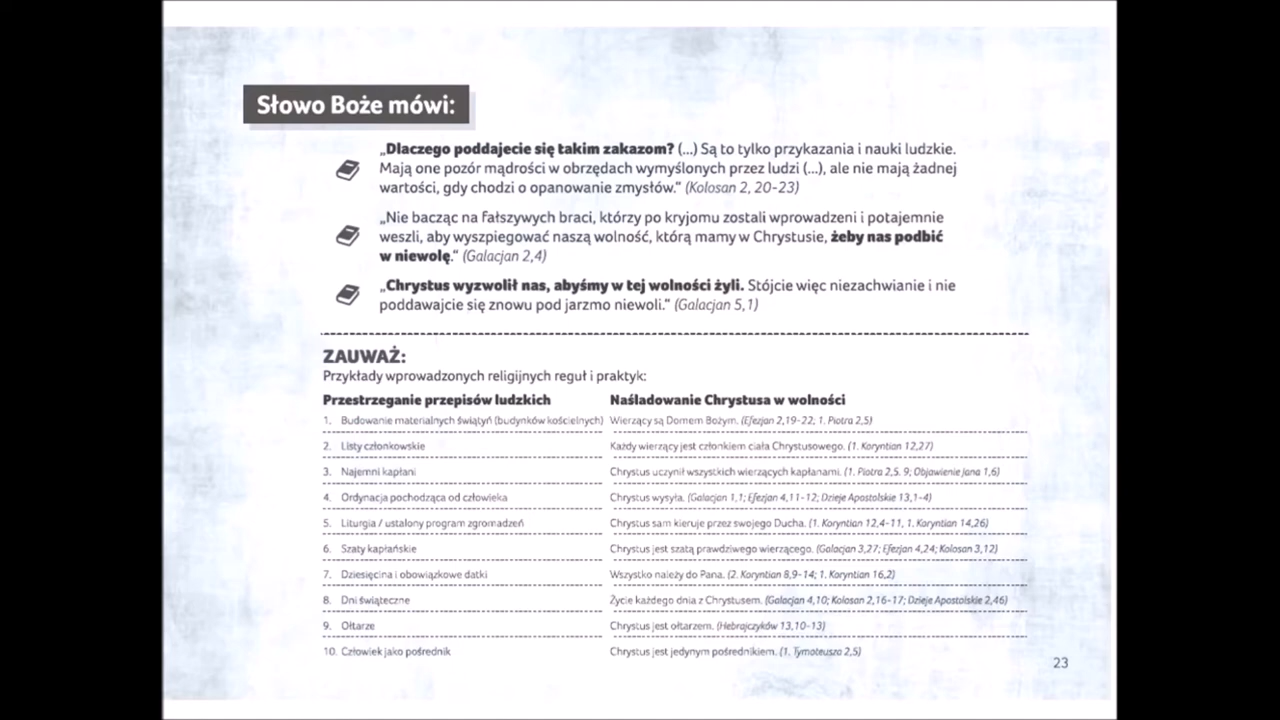 Słowo Boże mówi:
„Dlaczego poddajecie się takim zakazom? (...) Są to tylko przykazania i nauki ludzkie.
Mają one pozór mądrości w obrzędach wymyślonych przez ludzi (...), ale nie mają żadnej
wartości, gdy chodzi o opanowanie zmysłów.“ (Kolosan 2, 20-23)
„Nie bacząc na fałszywych braci, którzy po kryjomu zostali wprowadzeni i potajemnie
weszli, aby wyszpiegować naszą wolność, którą mamy w Chrystusie, żeby nas podbić
w niewolę.“ (Galacjan 2,4)
„Chrystus wyzwolił nas, abyśmy w tej wolności żyli. Stójcie więc niezachwianie i nie
poddawajcie się znowu pod jarzmo niewoli.“ (Galacjan 5,1)
ZAUWAŻ:
Przykłady wprowadzonych religijnych reguł i praktyk:
Przestrzeganie przepisów ludzkich Naśladowanie Chrystusa w wolności
1. Budowanie materialnych świątyń (budynków kościelnych) Wierzący są Domem Bożym. (Efezjan 2,19-22; 1. Piotra 2,5)
2. Listy członkowskie Każdy wierzący jest członkiem ciała Chrystusowego. (1. Koryntian 12,27)
3. Najemni kapłani Chrystus uczynił wszystkich wierzących kapłanami. (1. Piotra 2,5. 9; Objawienie Jana 1,6)
4. Ordynacja pochodząca od człowieka Chrystus wysyła. (Galacjan 1,1; Efezjan 4,11-12; Dzieje Apostolskie 13,1-4)
5. Liturgia / ustalony program zgromadzeń Chrystus sam kieruje przez swojego Ducha. (1. Koryntian 12,4-11, 1. Koryntian 14,26)
6. Szaty kapłańskie Chrystus jest szatą prawdziwego wierzącego. (Galacjan 3,27; Efezjan 4,24; Kolosan 3,12)
7. Dziesięcina i obowiązkowe datki Wszystko należy do Pana. (2. Koryntian 8,9-14; 1. Koryntian 16,2)
8. Dni świąteczne Życie każdego dnia z Chrystusem. (Galacjan 4,10; Kolosan 2,16-17; Dzieje Apostolskie 2,46)
9. Ołtarze Chrystus jest ołtarzem. (Hebrajczyków 13,10-13)
10. Człowiek jako pośrednik Chrystus jest jedynym pośrednikiem. (1. Tymoteusza 2,5)
23